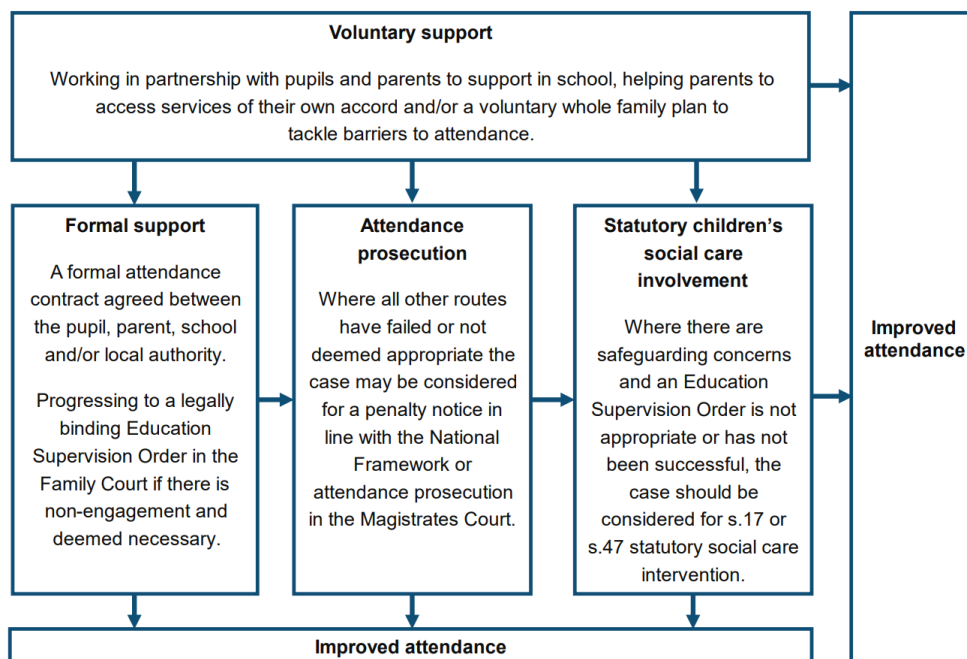 Voluntary support
Working in partnership with pupils and parents to support in school, helping parents to
access services of their own accord and/or a voluntary whole family plan to
tackle barriers to attendance.
Formal support
A formal attendance
contract agreed between
the pupil, parent, school
and/or local authority.
Progressing to a legally
binding Education
Supervision Order in the
Family Court if there is
non-engagement and
deemed necessary.
Attendance
prosecution
Where all other routes
have failed or not
deemed appropriate the
case may be considered
for a penalty notice in
line with the National
Framework or
attendance prosecution
in the Magistrates Court.
Statutory children’s
social care
involvement
Where there are
safeguarding concerns
and an Education
Supervision Order is not
appropriate or has not
been successful, the
case should be
considered for s.17 or
s.47 statutory social care
intervention.
Improved
attendance
Improved attendance